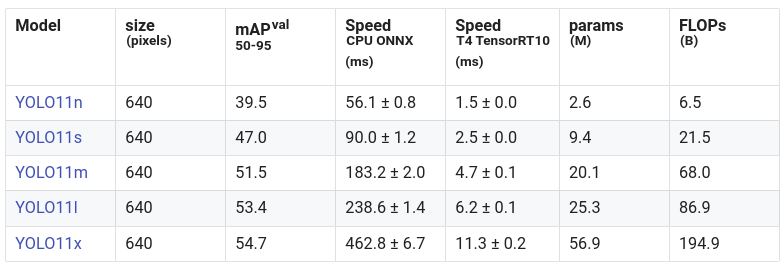 Model size (pixels) mAPval 50-95 Speed CPU ONNX (ms) Speed T4 TensorRT10 (ms) params (M) FLOPs (B)
YOLO11n 640 39.5 56.1 ± 0.8 1.5 ± 0.0 2.6 6.5
YOLO11s 640 47.0 90.0 ± 1.2 2.5 ± 0.0 9.4 21.5
YOLO11m 640 51.5 183.2 ± 2.0 4.7 ± 0.1 20.1 68.0
YOLO11l 640 53.4 238.6 ± 1.4 6.2 ± 0.1 25.3 86.9
YOLO11x 640 54.7 462.8 ± 6.7 11.3 ± 0.2 56.9 194.9